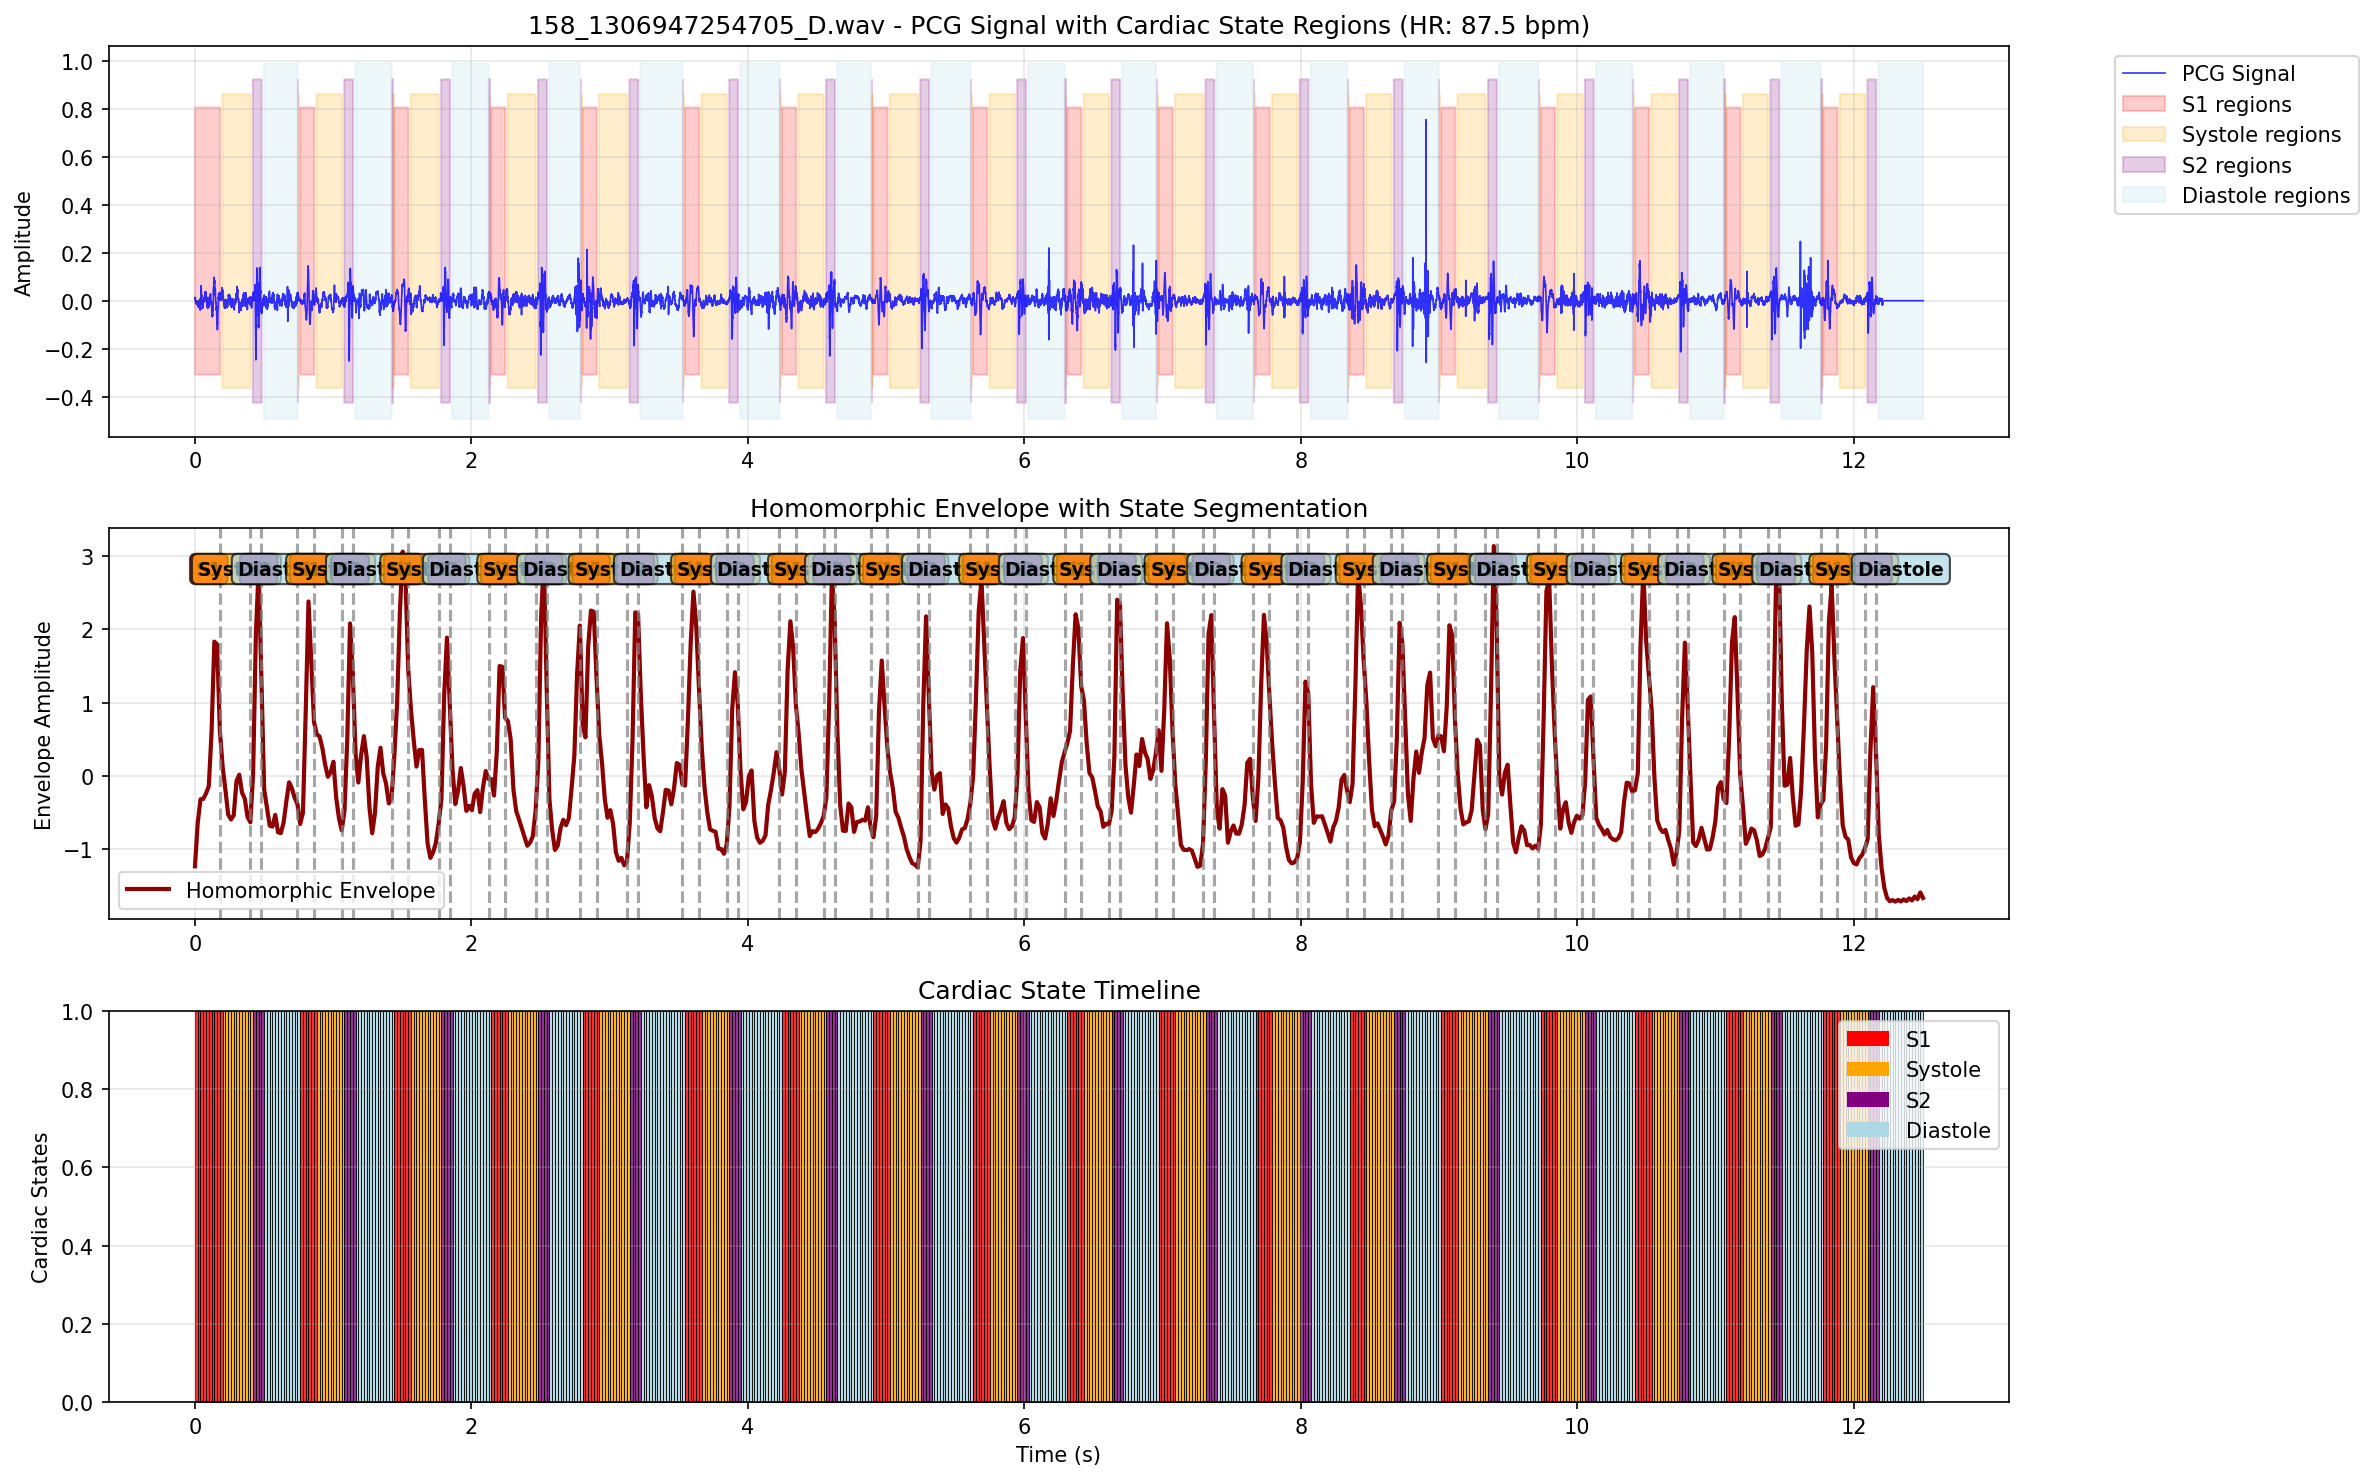 158_1306947254705_D.wav - PCG Signal with Cardiac State Regions (HR: 87.5 bpm)
Amplitude
1.0
0.8
0.6
0.4
0.2
0.0
−0.2
−0.4
0 2 4 6 8 10 12
PCG Signal
S1 regions
Systole regions
S2 regions
Diastole regions
Homomorphic Envelope with State Segmentation
Envelope Amplitude
3
2
1
0
−1
Diastole
Homomorphic Envelope
0 2 4 6 8 10 12
Cardiac State Timeline
Cardiac States
1.0
0.8
0.6
0.4
0.2
0.0
S1
Systole
S2
Diastole
0 2 4 6 8 10 12
Time (s)